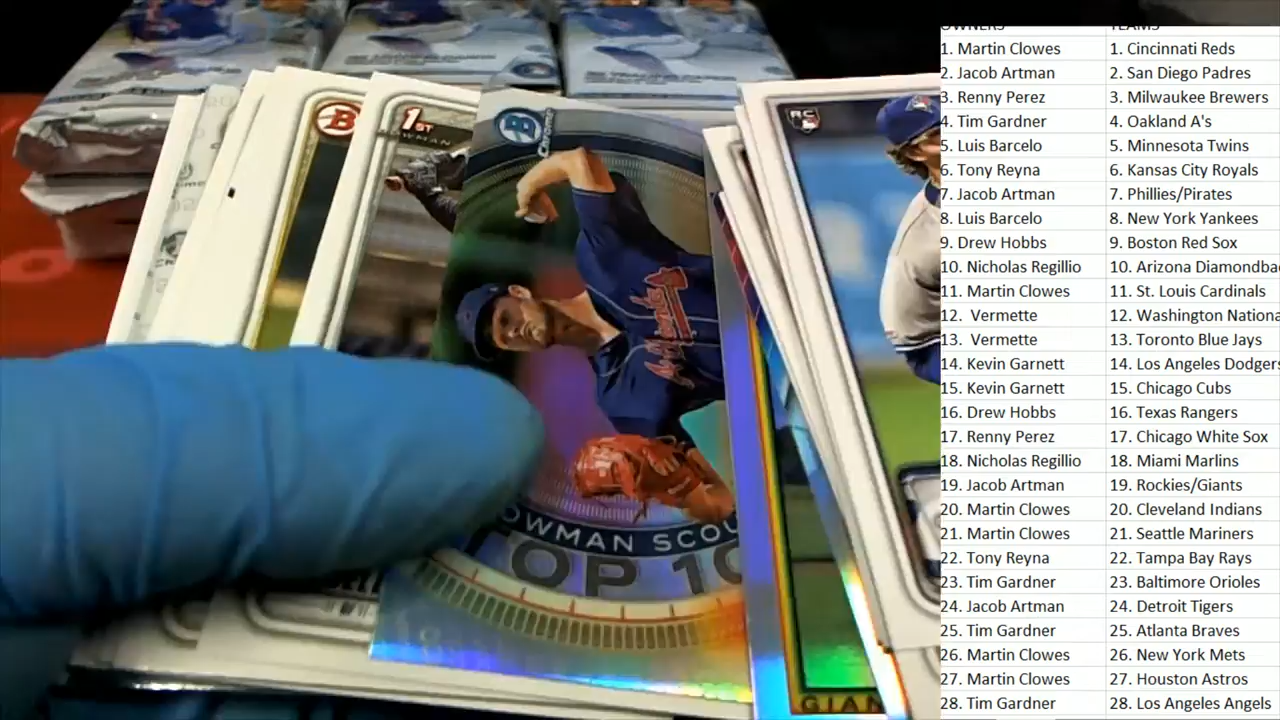 OWNERS TEAMS
1. Martin Clowes 1. Cincinnati Reds
2. Jacob Artman 2. San Diego Padres
3. Renny Perez 3. Milwaukee Brewers
4. Tim Gardner 4. Oakland A's
5. Luis Barcelo 5. Minnesota Twins
6. Tony Reyna 6. Kansas City Royals
7. Jacob Artman 7. Phillies/Pirates
8. Luis Barcelo 8. New York Yankees
9. Drew Hobbs 9. Boston Red Sox
10. Nicholas Regillio 10. Arizona Diamondba
11. Martin Clowes 11. St. Louis Cardinals
12. Vermette 12. Washington Nationa
13. Vermette 13. Toronto Blue Jays
14. Kevin Garnett 14. Los Angeles Dodgers
15. Kevin Garnett 15. Chicago Cubs
16. Drew Hobbs 16. Texas Rangers
17. Renny Perez 17. Chicago White Sox
18. Nicholas Regillio 18. Miami Marlins
19. Jacob Artman 19. Rockies/Giants
20. Martin Clowes 20. Cleveland Indians
21. Martin Clowes 21. Seattle Mariners
22. Tony Reyna 22. Tampa Bay Rays
23. Tim Gardner 23. Baltimore Orioles
24. Jacob Artman 24. Detroit Tigers
25. Tim Gardner 25. Atlanta Braves
26. Martin Clowes 26. New York Mets
27. Martin Clowes 27. Houston Astros
28. Tim Gardner 28. Los Angeles Angels
B
1ST
BOWMAN
B
Chrome
RC
OWMAN SCOU
TOP 10
GIAN